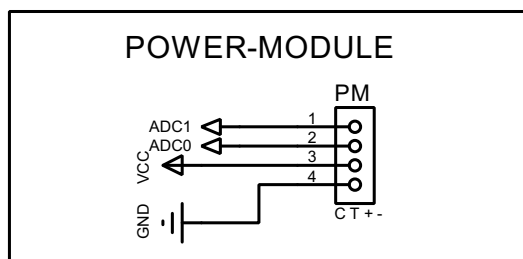 POWER-MODULE
PM
ADC1 1
ADC0 2
VCC 3
4
GND
C T + -